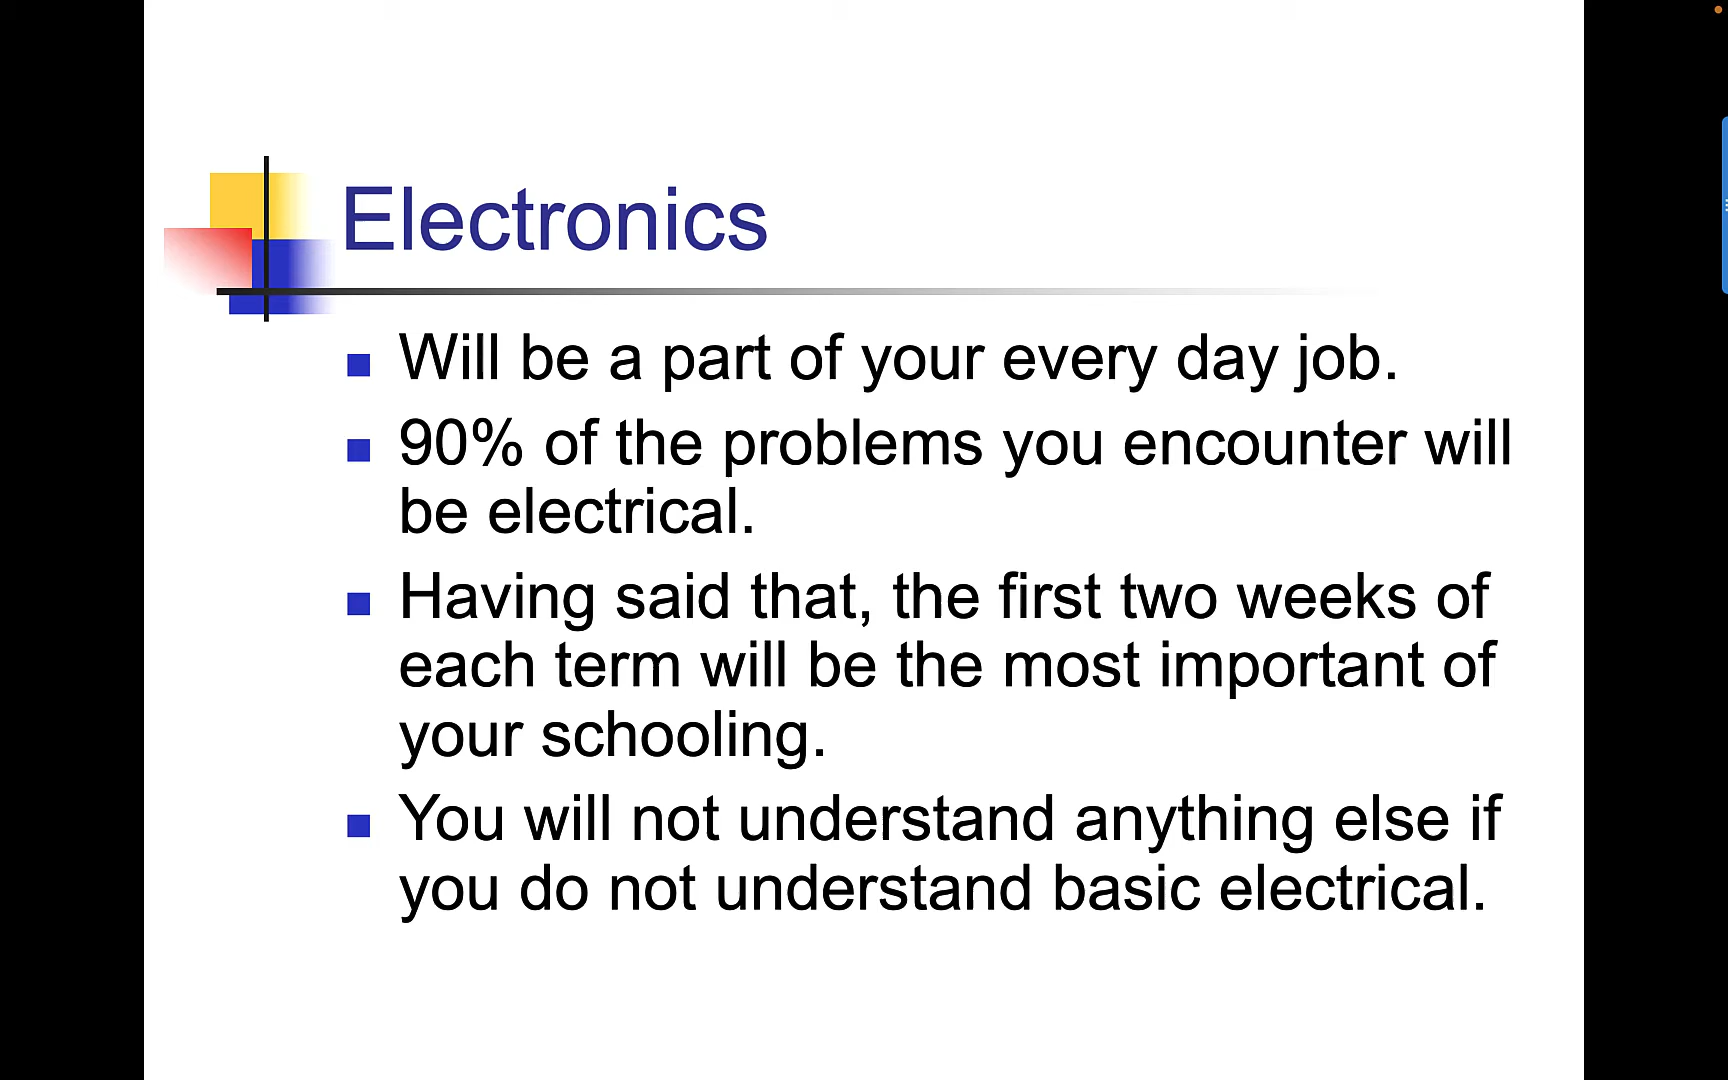 Electronics
Will be a part of your every day job.
90% of the problems you encounter will
be electrical.
Having said that, the first two weeks of
each term will be the most important of
your schooling.
You will not understand anything else if
you do not understand basic electrical.